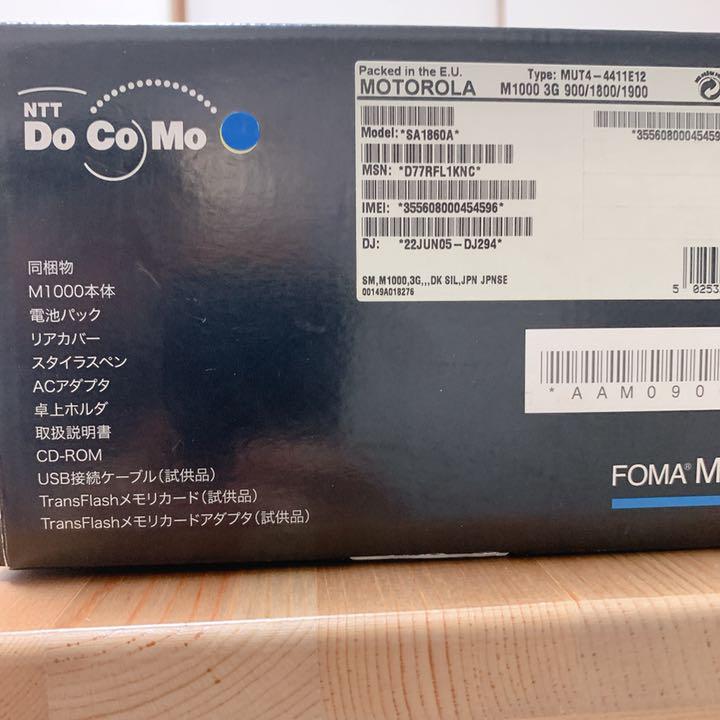 NTT
Do Co Mo
同梱物
M1000本体
電池パック
リアカバー
スタイラスペン
ACアダプタ
卓上ホルダ
取扱説明書
CD-ROM
USB接続ケーブル(試供品)
TransFlashメモリカード(試供品)
TransFlashメモリカードアダプタ(試供品)
Packed in the E.U.
MOTOROLA
Type: MUT4-4411E12
M1000 3G 900/1800/1900
*3556080004545​9
Model: *SA1860A*
MSN: *D77RFL1KNC*
IMEI: *355608000454596*
DJ: *22JUN05-DJ294*
SM,M1000,3G,,,DK SIL,JPN JPNSE
00149A018276
5 0253
*AAM090
FOMA® M